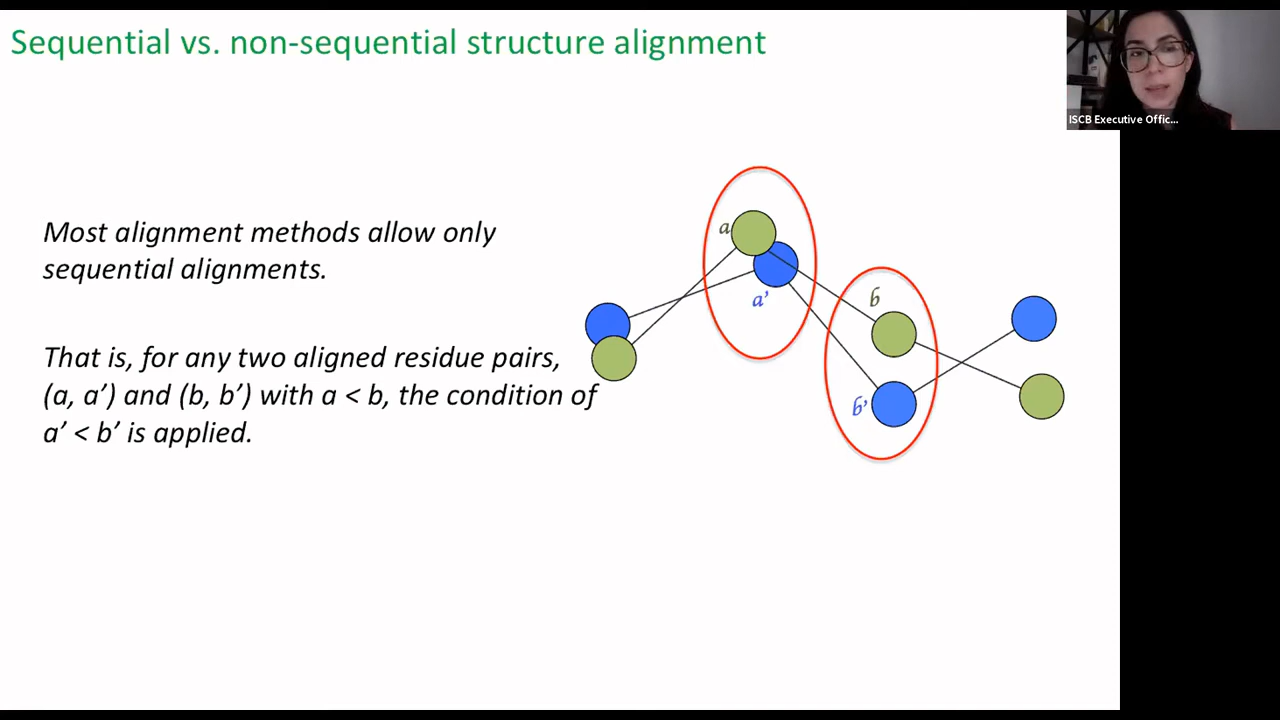 Sequential vs. non-sequential structure alignment
ISCB Executive Offic...
Most alignment methods allow only
sequential alignments.
That is, for any two aligned residue pairs,
(a, a’) and (b, b’) with a < b, the condition of
a’ < b’ is applied.
a
a’
b
b’